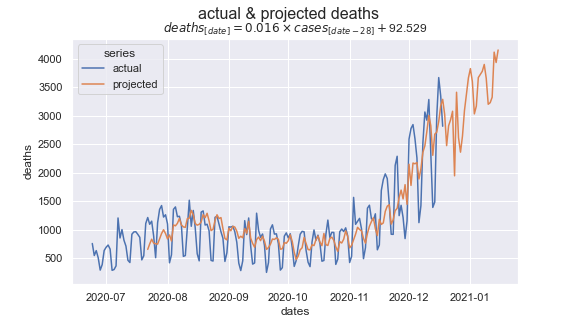 actual & projected deaths
deaths[date] = 0.016 × cases[date−28] + 92.529
series
actual
projected
4000
3500
3000
2500
2000
1500
1000
500
deaths
2020-07 2020-08 2020-09 2020-10 2020-11 2020-12 2021-01
dates